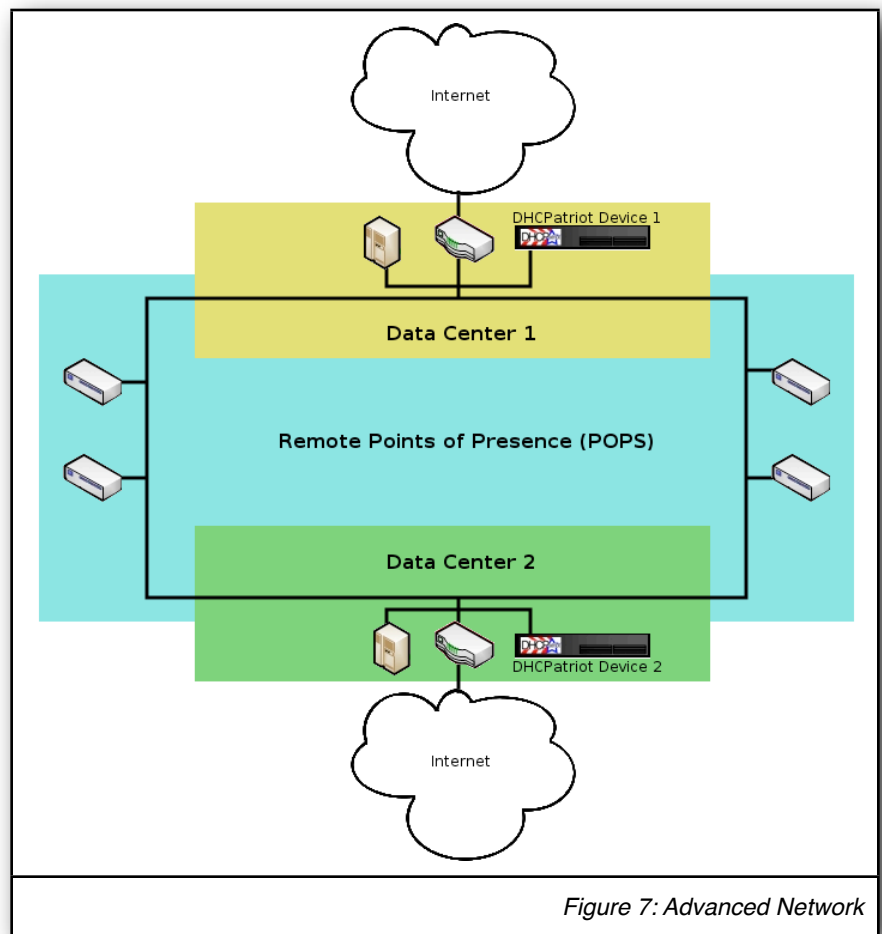 Internet
DHCPatriot Device 1
Data Center 1
Remote Points of Presence (POPS)
Data Center 2
DHCPatriot Device 2
Internet
Figure 7: Advanced Network